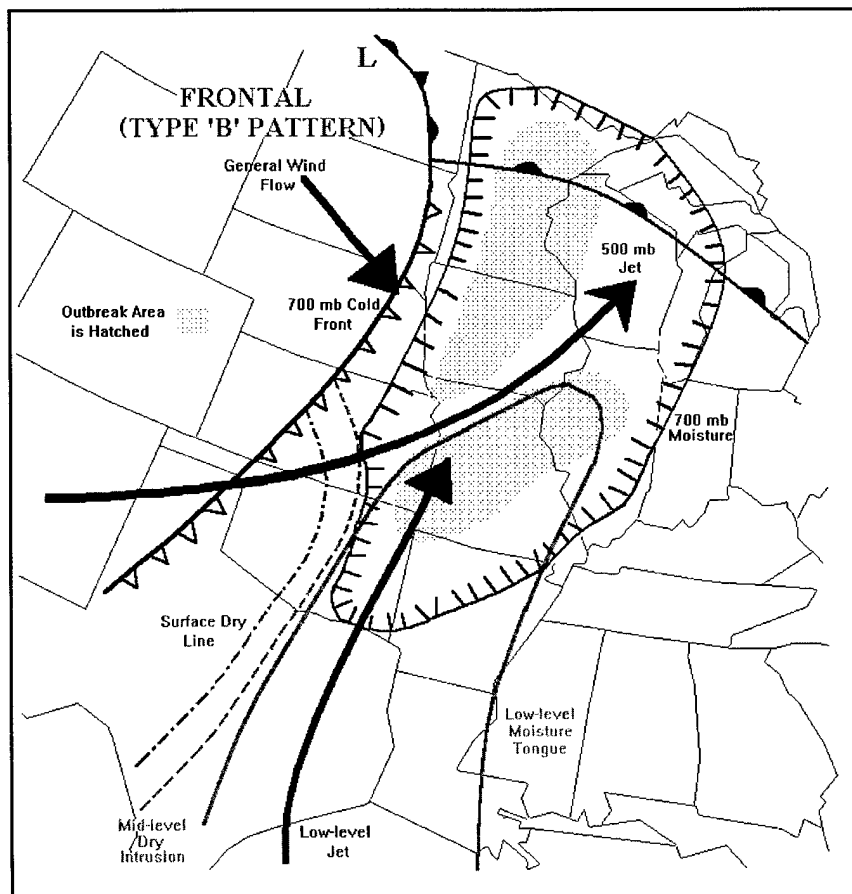 L
FRONTAL
(TYPE 'B' PATTERN)
General Wind
Flow
500 mb
Jet
700 mb Cold
Front
Outbreak Area
is Hatched
700 mb
Moisture
Surface Dry
Line
Low-level
Moisture
Tongue
Mid-level
Dry
Intrusion
Low-level
Jet